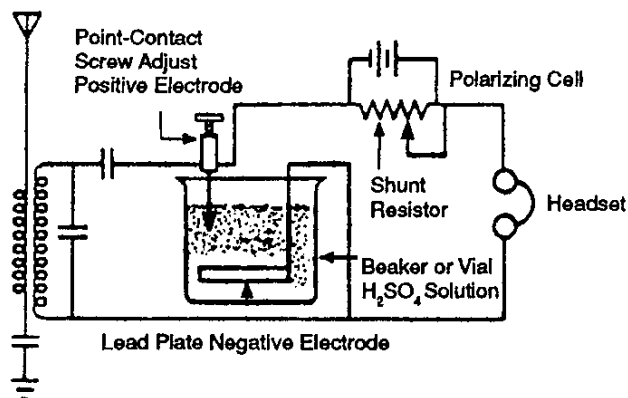 Point-Contact
Screw Adjust
Positive Electrode
Polarizing Cell
Shunt
Resistor
Headset
Beaker or Vial
H₂SO₄ Solution
Lead Plate Negative Electrode